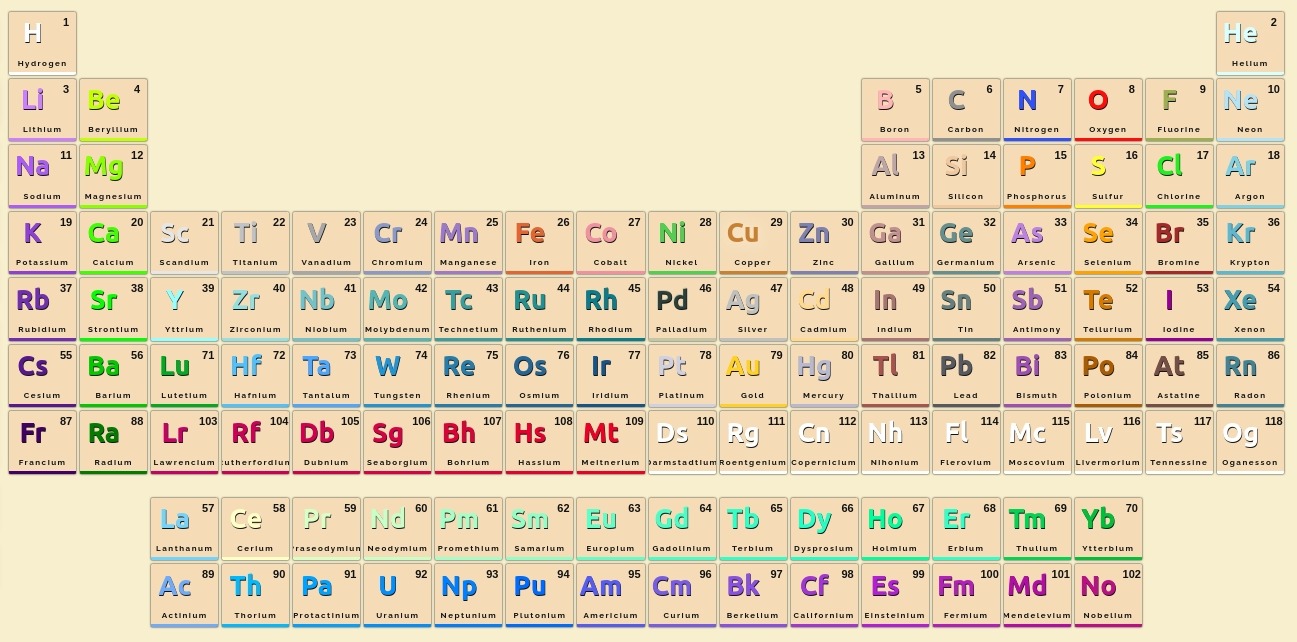 H 1 He 2
Hydrogen Helium
Li 3 Be 4 B 5 C 6 N 7 O 8 F 9 Ne 10
Lithium Beryllium Boron Carbon Nitrogen Oxygen Fluorine Neon
Na 11 Mg 12 Al 13 Si 14 P 15 S 16 Cl 17 Ar 18
Sodium Magnesium Aluminum Silicon Phosphorus Sulfur Chlorine Argon
K 19 Ca 20 Sc 21 Ti 22 V 23 Cr 24 Mn 25 Fe 26 Co 27 Ni 28 Cu 29 Zn 30 Ga 31 Ge 32 As 33 Se 34 Br 35 Kr 36
Potassium Calcium Scandium Titanium Vanadium Chromium Manganese Iron Cobalt Nickel Copper Zinc Gallium Germanium Arsenic Selenium Bromine Krypton
Rb 37 Sr 38 Y 39 Zr 40 Nb 41 Mo 42 Tc 43 Ru 44 Rh 45 Pd 46 Ag 47 Cd 48 In 49 Sn 50 Sb 51 Te 52 I 53 Xe 54
Rubidium Strontium Yttrium Zirconium Niobium Molybdenum Technetium Ruthenium Rhodium Palladium Silver Cadmium Indium Tin Antimony Tellurium Iodine Xenon
Cs 55 Ba 56 Lu 71 Hf 72 Ta 73 W 74 Re 75 Os 76 Ir 77 Pt 78 Au 79 Hg 80 Tl 81 Pb 82 Bi 83 Po 84 At 85 Rn 86
Cesium Barium Lutetium Hafnium Tantalum Tungsten Rhenium Osmium Iridium Platinum Gold Mercury Thallium Lead Bismuth Polonium Astatine Radon
Fr 87 Ra 88 Lr 103 Rf 104 Db 105 Sg 106 Bh 107 Hs 108 Mt 109 Ds 110 Rg 111 Cn 112 Nh 113 Fl 114 Mc 115 Lv 116 Ts 117 Og 118
Francium Radium Lawrencium utherfordium Dubnium Seaborgium Bohrium Hassium Meitnerium Darmstadtium Roentgenium Copernicium Nihonium Flerovium Moscovium Livermorium Tennessine Oganesson
La 57 Ce 58 Pr 59 Nd 60 Pm 61 Sm 62 Eu 63 Gd 64 Tb 65 Dy 66 Ho 67 Er 68 Tm 69 Yb 70
Lanthanum Cerium raseodymium Neodymium Promethium Samarium Europium Gadolinium Terbium Dysprosium Holmium Erbium Thulium Ytterbium
Ac 89 Th 90 Pa 91 U 92 Np 93 Pu 94 Am 95 Cm 96 Bk 97 Cf 98 Es 99 Fm 100 Md 101 No 102
Actinium Thorium Protactinium Uranium Neptunium Plutonium Americium Curium Berkelium Californium Einsteinium Fermium Mendelevium Nobelium